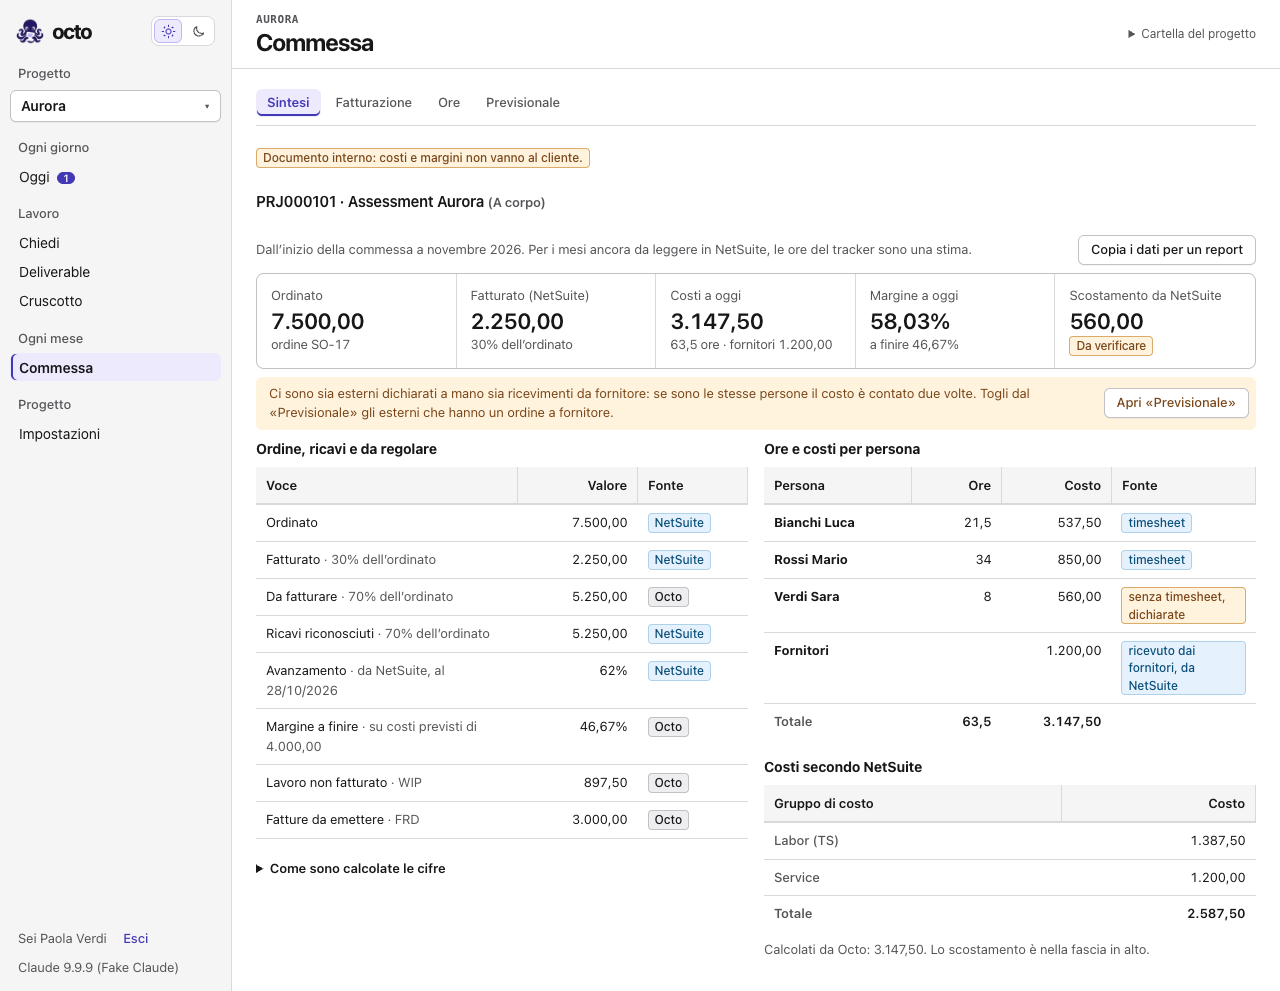 octo
Progetto
Aurora
Ogni giorno
Oggi 1
Lavoro
Chiedi
Deliverable
Cruscotto
Ogni mese
Commessa
Progetto
Impostazioni
Sei Paola Verdi Esci
Claude 9.9.9 (Fake Claude)
AURORA
Commessa
Cartella del progetto
Sintesi Fatturazione Ore Previsionale
Documento interno: costi e margini non vanno al cliente.
PRJ000101 · Assessment Aurora (A corpo)
Dall’inizio della commessa a novembre 2026. Per i mesi ancora da leggere in NetSuite, le ore del tracker sono una stima.
Copia i dati per un report
Ordinato
7.500,00
ordine SO-17
Fatturato (NetSuite)
2.250,00
30% dell’ordinato
Costi a oggi
3.147,50
63,5 ore · fornitori 1.200,00
Margine a oggi
58,03%
a finire 46,67%
Scostamento da NetSuite
560,00
Da verificare
Ci sono sia esterni dichiarati a mano sia ricevimenti da fornitore: se sono le stesse persone il costo è contato due volte. Togli dal
«Previsionale» gli esterni che hanno un ordine a fornitore.
Apri «Previsionale»
Ordine, ricavi e da regolare
Voce Valore Fonte
Ordinato 7.500,00 NetSuite
Fatturato · 30% dell’ordinato 2.250,00 NetSuite
Da fatturare · 70% dell’ordinato 5.250,00 Octo
Ricavi riconosciuti · 70% dell’ordinato 5.250,00 NetSuite
Avanzamento · da NetSuite, al 62% NetSuite
28/10/2026
Margine a finire · su costi previsti di 46,67% Octo
4.000,00
Lavoro non fatturato · WIP 897,50 Octo
Fatture da emettere · FRD 3.000,00 Octo
Come sono calcolate le cifre
Ore e costi per persona
Persona Ore Costo Fonte
Bianchi Luca 21,5 537,50 timesheet
Rossi Mario 34 850,00 timesheet
Verdi Sara 8 560,00 senza timesheet,
dichiarate
Fornitori 1.200,00 ricevuto dai
fornitori, da
NetSuite
Totale 63,5 3.147,50
Costi secondo NetSuite
Gruppo di costo Costo
Labor (TS) 1.387,50
Service 1.200,00
Totale 2.587,50
Calcolati da Octo: 3.147,50. Lo scostamento è nella fascia in alto.